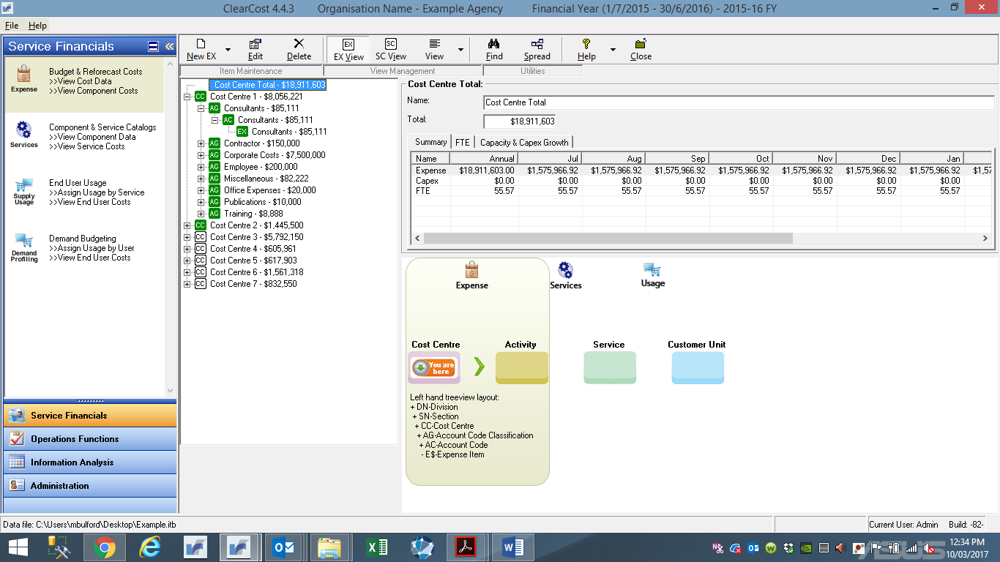 ClearCost 4.4.3 Organisation Name - Example Agency Financial Year (1/7/2015 - 30/6/2016) - 2015-16 FY
File Help
Service Financials
Budget & Reforecast Costs
>>View Cost Data
>>View Component Costs
Expense
Component & Service Catalogs
>>View Component Data
>>View Service Costs
Services
End User Usage
>>Assign Usage by Service
>>View End User Costs
Supply
Usage
Demand Budgeting
>>Assign Usage by User
>>View End User Costs
Demand
Profiling
Service Financials
Operations Functions
Information Analysis
Administration
New EX Edit Delete EX View SC View View Find Spread Help Close
Item Maintenance View Management Utilities
Cost Centre Total - $18,911,603
CC Cost Centre 1 - $8,056,221
AG Consultants - $85,111
AC Consultants - $85,111
EX Consultants - $85,111
AG Contractor - $150,000
AG Corporate Costs - $7,500,000
AG Employee - $200,000
AG Miscellaneous - $82,222
AG Office Expenses - $20,000
AG Publications - $10,000
AG Training - $8,888
CC Cost Centre 2 - $1,445,500
CC Cost Centre 3 - $5,792,150
CC Cost Centre 4 - $605,961
CC Cost Centre 5 - $617,903
CC Cost Centre 6 - $1,561,318
CC Cost Centre 7 - $832,550
Cost Centre Total:
Name: Cost Centre Total
Total: $18,911,603
Summary FTE Capacity & Capex Growth
Name Annual Jul Aug Sep Oct Nov Dec Jan
Expense $18,911,603.00 $1,575,966.92 $1,575,966.92 $1,575,966.92 $1,575,966.92 $1,575,966.92 $1,575,966.92 $1,575,966.92 $1,57
Capex $0.00 $0.00 $0.00 $0.00 $0.00 $0.00 $0.00 $0.00
FTE 55.57 55.57 55.57 55.57 55.57 55.57 55.57 55.57
Expense Services Usage
Cost Centre Activity Service Customer Unit
You are
here
Left hand treeview layout:
+ DN-Division
+ SN-Section
+ CC-Cost Centre
+ AG-Account Code Classification
+ AC-Account Code
- E$-Expense Item
Data file: C:\Users\mbulford\Desktop\Example.itb
Current User: Admin Build: -82-
12:34 PM
10/03/2017